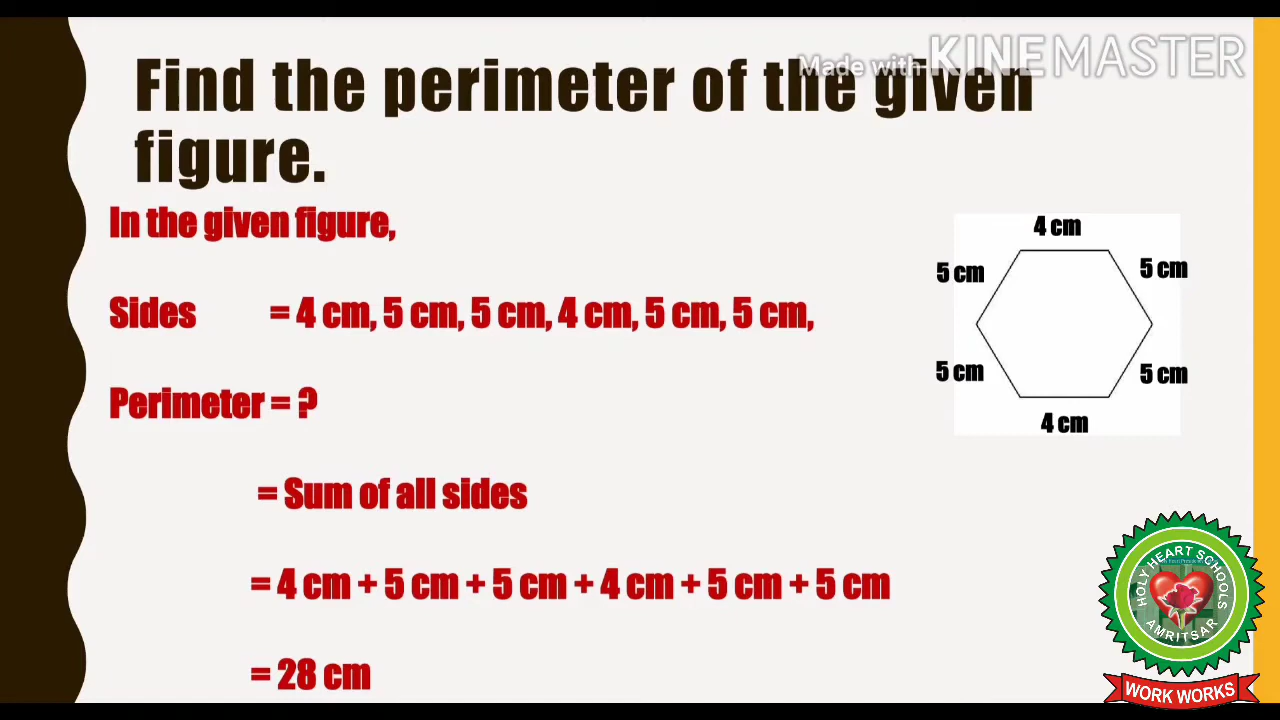 Made with KINEMASTER
Find the perimeter of the given
figure.
In the given figure,
Sides = 4 cm, 5 cm, 5 cm, 4 cm, 5 cm, 5 cm,
Perimeter = ?
= Sum of all sides
= 4 cm + 5 cm + 5 cm + 4 cm + 5 cm + 5 cm
= 28 cm
4 cm
5 cm
5 cm
5 cm
5 cm
4 cm
HOLY HEART SCHOOLS
AMRITSAR
WORK WORKS